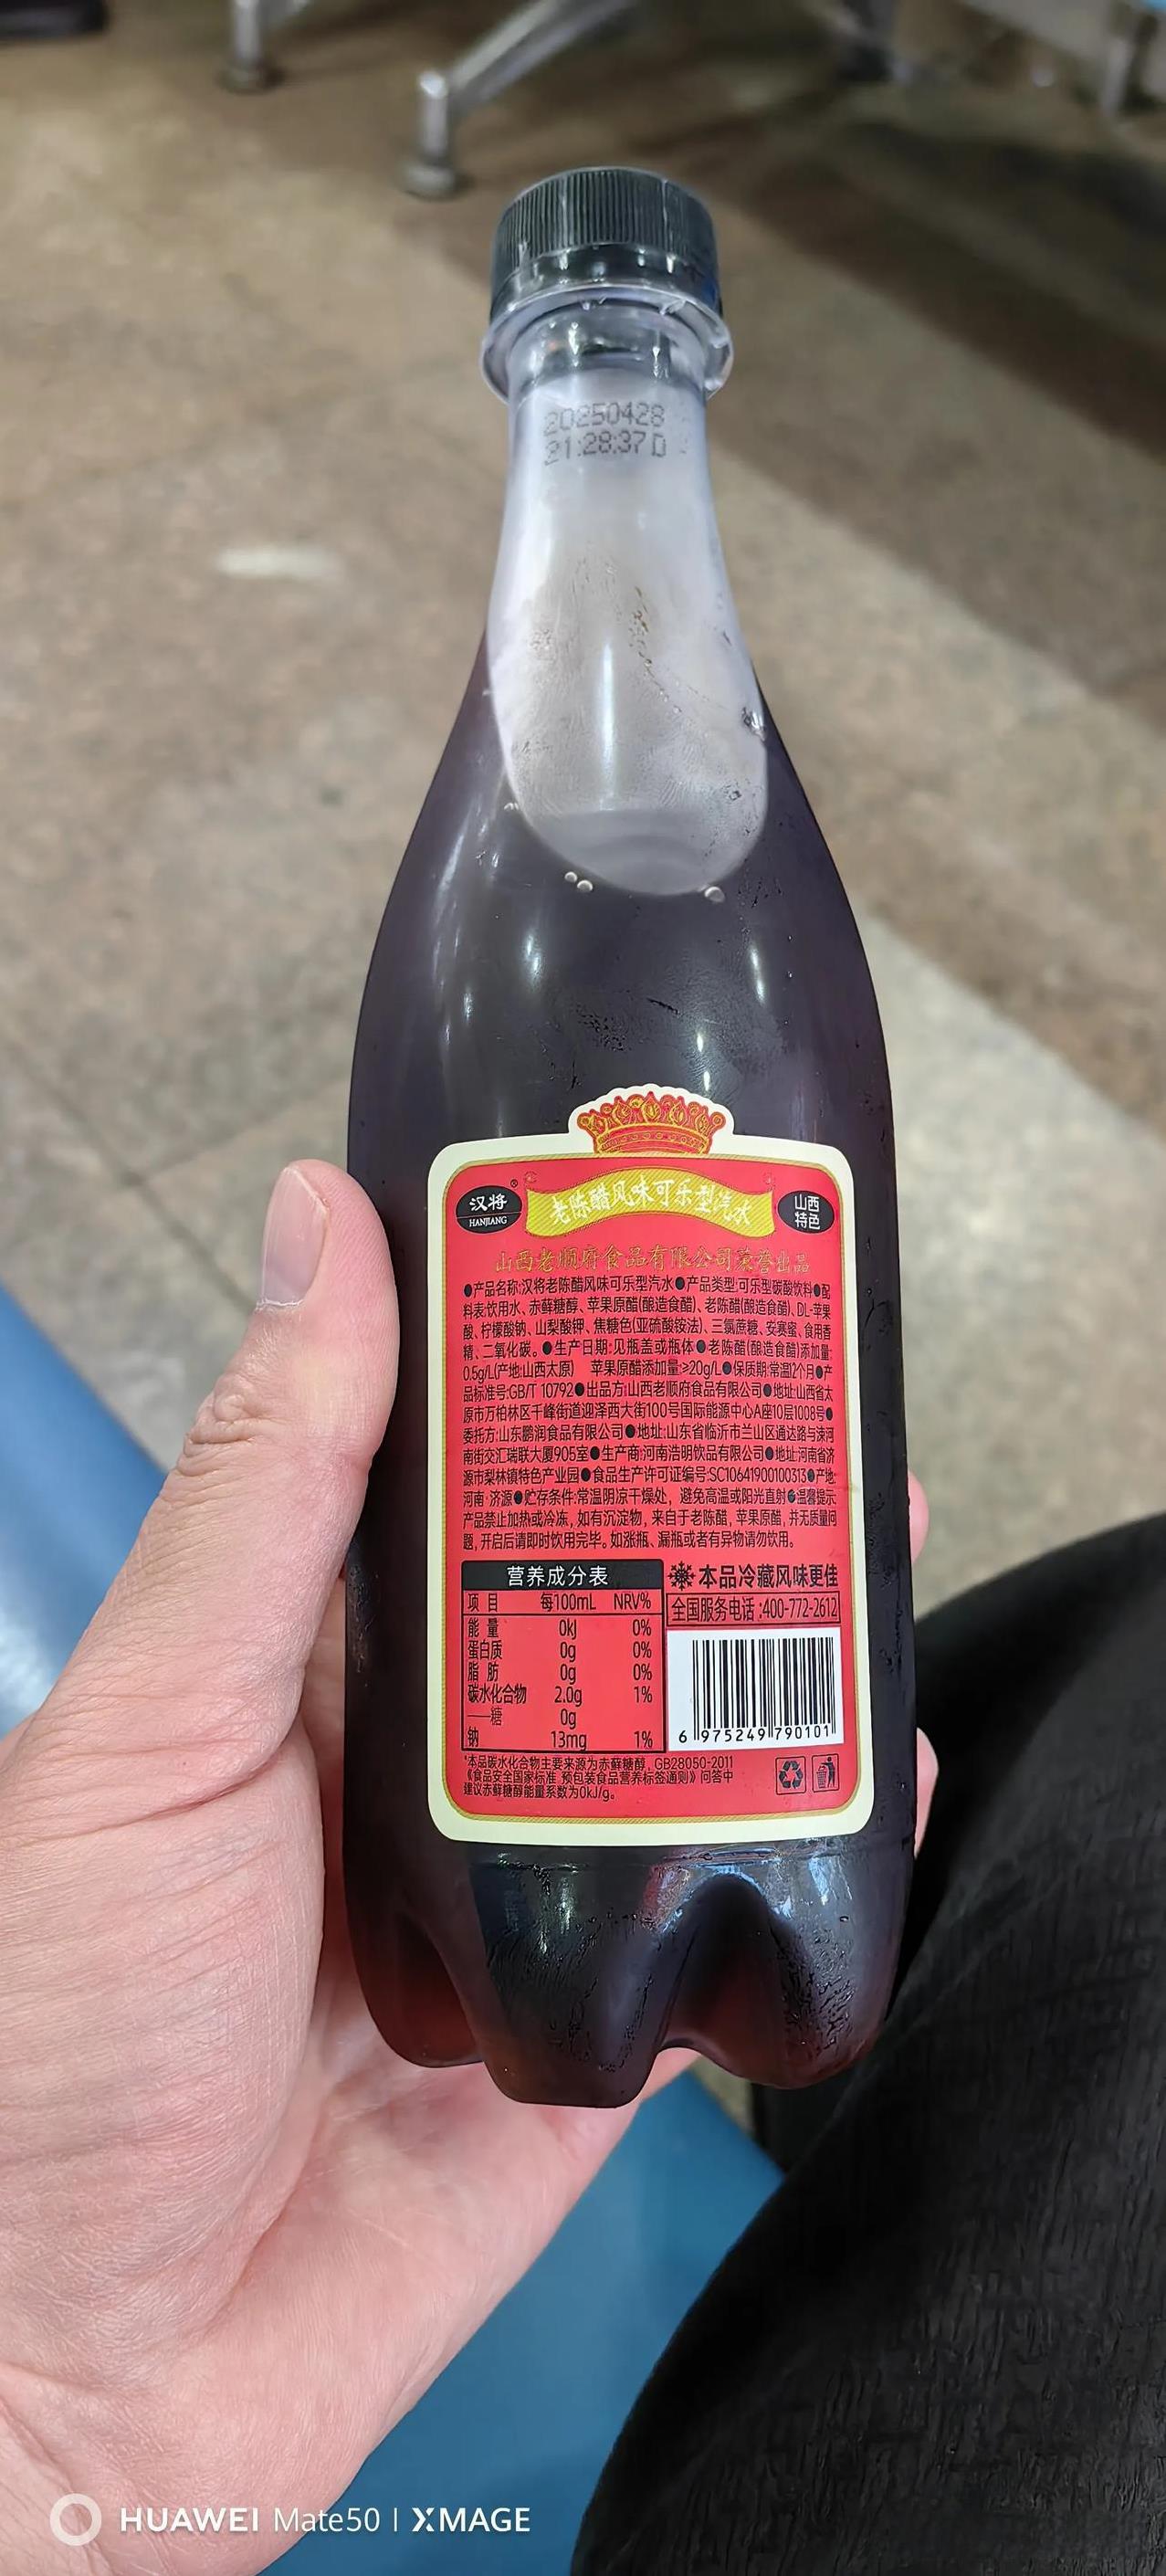 20250428
21:28:37 D
汉将®
HANJIANG
老陈醋风味可乐型汽水
山西
特色
山西老顺府食品有限公司荣誉出品
●产品名称:汉将老陈醋风味可乐型汽水●产品类型:可乐型碳酸饮料●配
料表:饮用水、赤藓糖醇、苹果原醋(酿造食醋)、老陈醋(酿造食醋)、DL-苹果
酸、柠檬酸钠、山梨酸钾、焦糖色(亚硫酸铵法)、三氯蔗糖、安赛蜜、食用香
精、二氧化碳。●生产日期:见瓶盖或瓶体●老陈醋(酿造食醋)添加量:
0.5g/L(产地:山西太原) 苹果原醋添加量:≥20g/L●保质期:常温12个月●产
品标准号:GB/T 10792●出品方:山西老顺府食品有限公司●地址:山西省太
原市万柏林区千峰街道迎泽西大街100号国际能源中心A座10层1008号●
委托方:山东鹏润食品有限公司●地址:山东省临沂市兰山区通达路与涑河
南街交汇瑞联大厦905室●生产商:河南浩明饮品有限公司●地址:河南省济
源市梨林镇特色产业园●食品生产许可证编号:SC10641900100313●产地:
河南·济源●贮存条件:常温阴凉干燥处，避免高温或阳光直射●温馨提示:
产品禁止加热或冷冻，如有沉淀物，来自于老陈醋，苹果原醋，并无质量问
题，开启后请即时饮用完毕。如涨瓶、漏瓶或者有异物请勿饮用。
营养成分表
项 目 每100mL NRV%
能 量 0kJ 0%
蛋白质 0g 0%
脂 肪 0g 0%
碳水化合物 2.0g 1%
——糖 0g
钠 13mg 1%
本品冷藏风味更佳
全国服务电话:400-772-2612
6 975249 790101
*本品碳水化合物主要来源为赤藓糖醇，GB28050-2011
《食品安全国家标准 预包装食品营养标签通则》问答中
建议赤藓糖醇能量系数为0kJ/g。
HUAWEI Mate50 | XMAGE